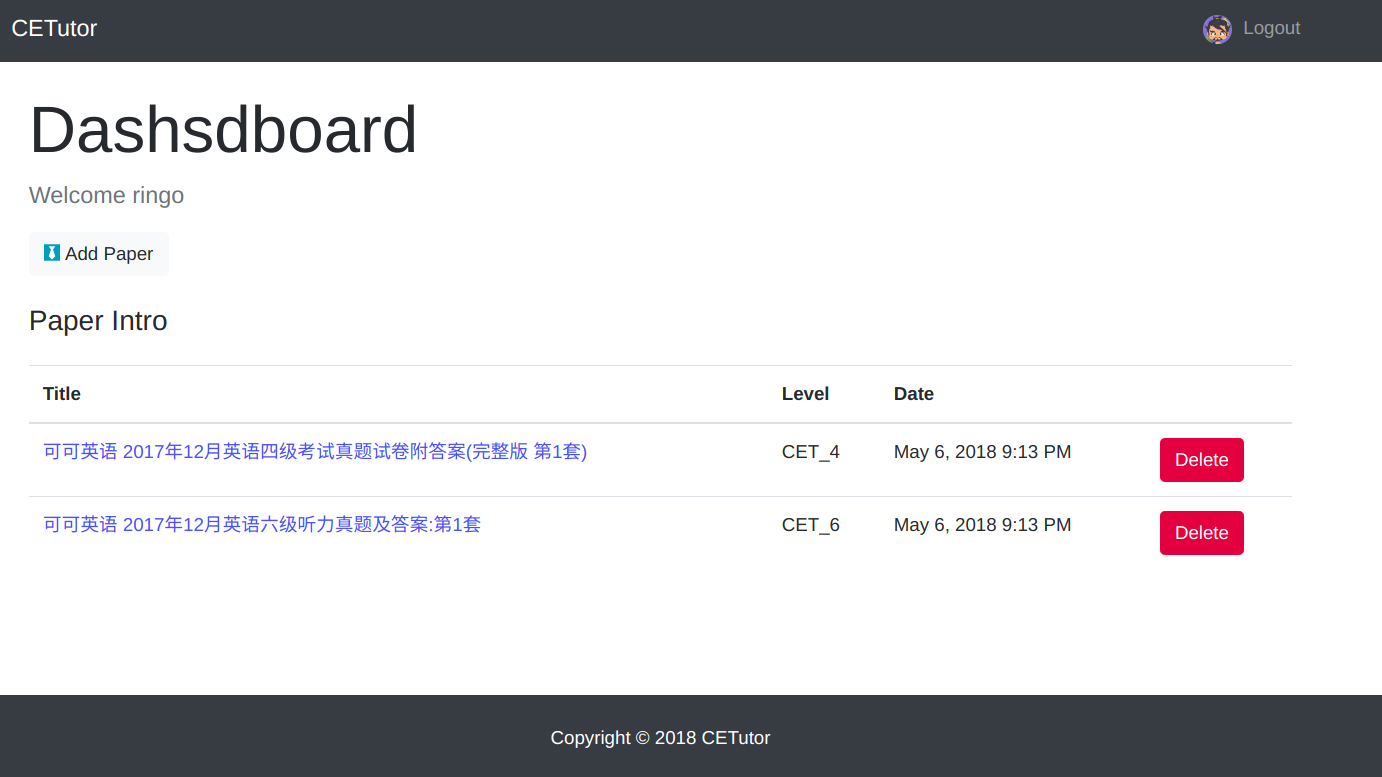 CETutor
Logout
Dashsdboard
Welcome ringo
Add Paper
Paper Intro
Title Level Date
可可英语 2017年12月英语四级考试真题试卷附答案(完整版 第1套) CET_4 May 6, 2018 9:13 PM Delete
可可英语 2017年12月英语六级听力真题及答案:第1套 CET_6 May 6, 2018 9:13 PM Delete
Copyright © 2018 CETutor